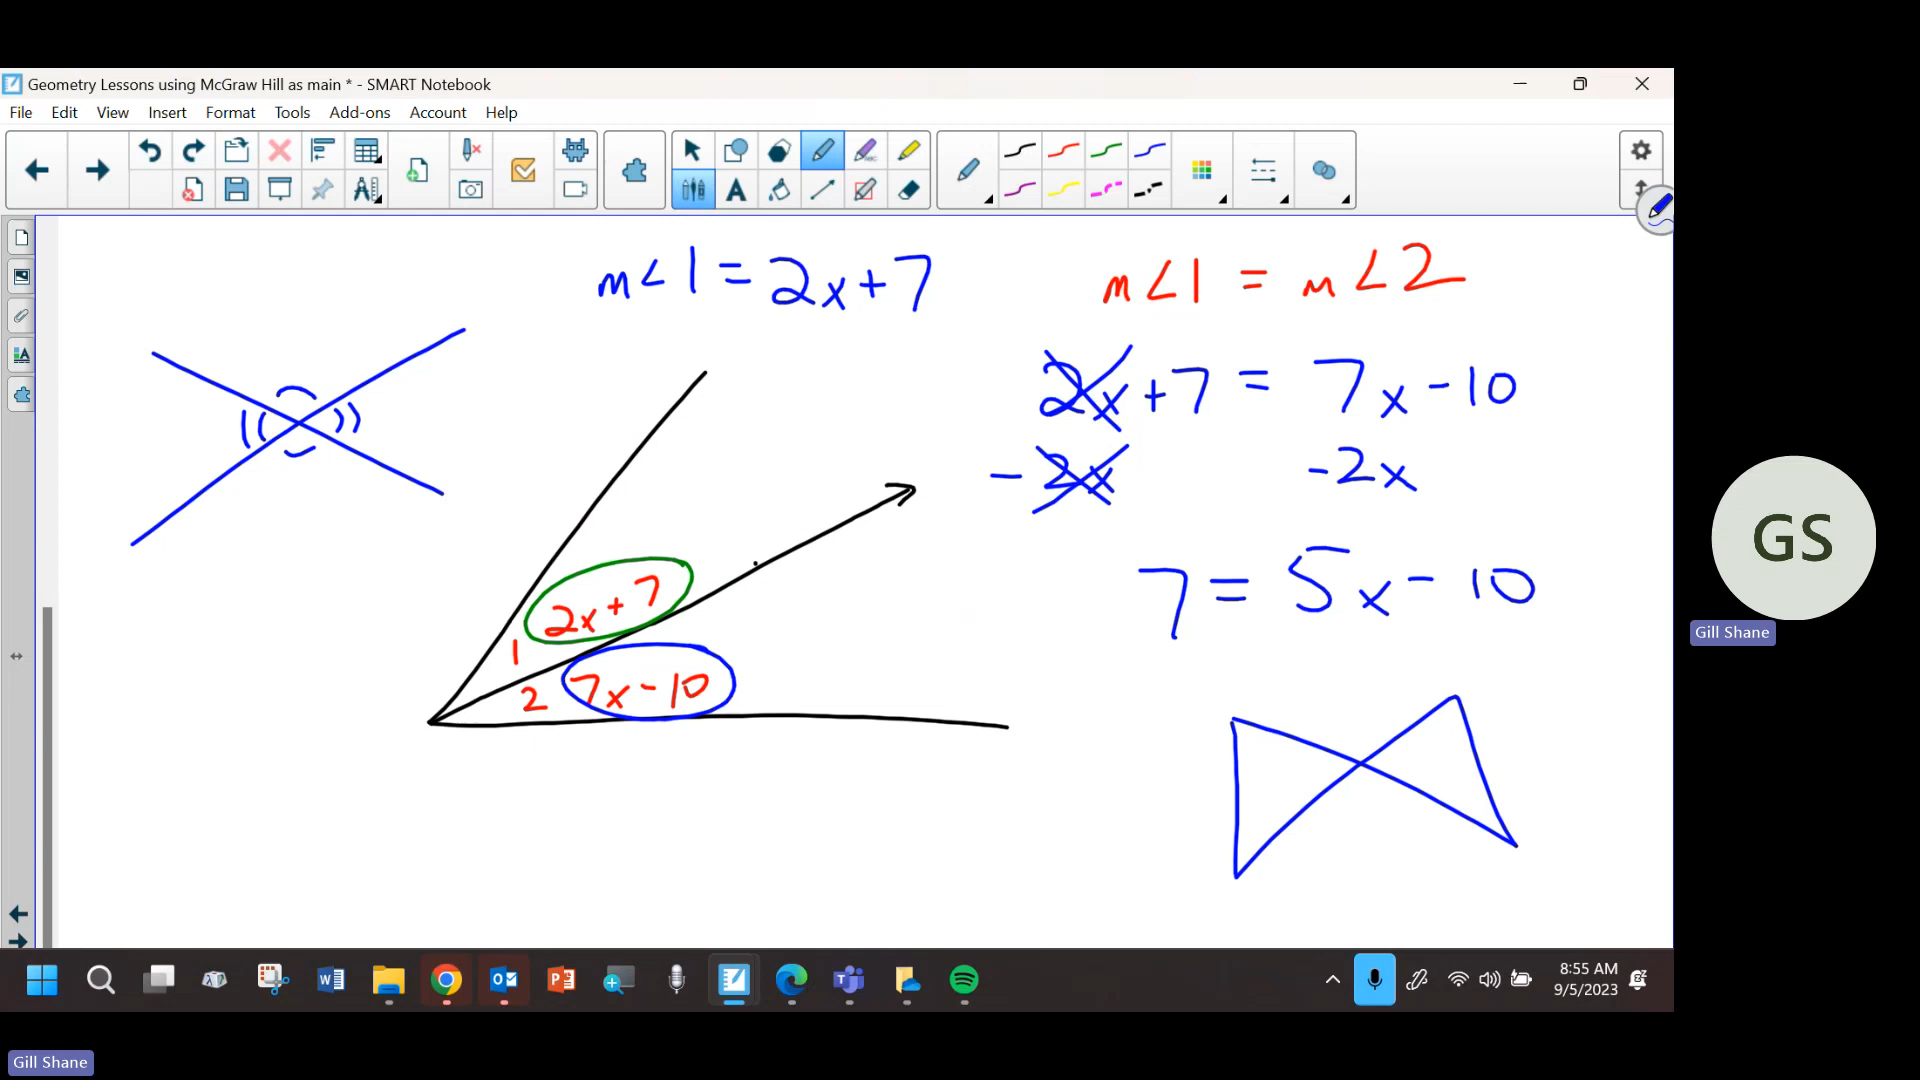 Geometry Lessons using McGraw Hill as main * - SMART Notebook
File Edit View Insert Format Tools Add-ons Account Help
m∠1 = 2x+7
m∠1 = m∠2
2x+7 = 7x-10
-2x -2x
7 = 5x-10
2x+7
1
2 7x-10
GS
Gill Shane
8:55 AM
9/5/2023
Gill Shane